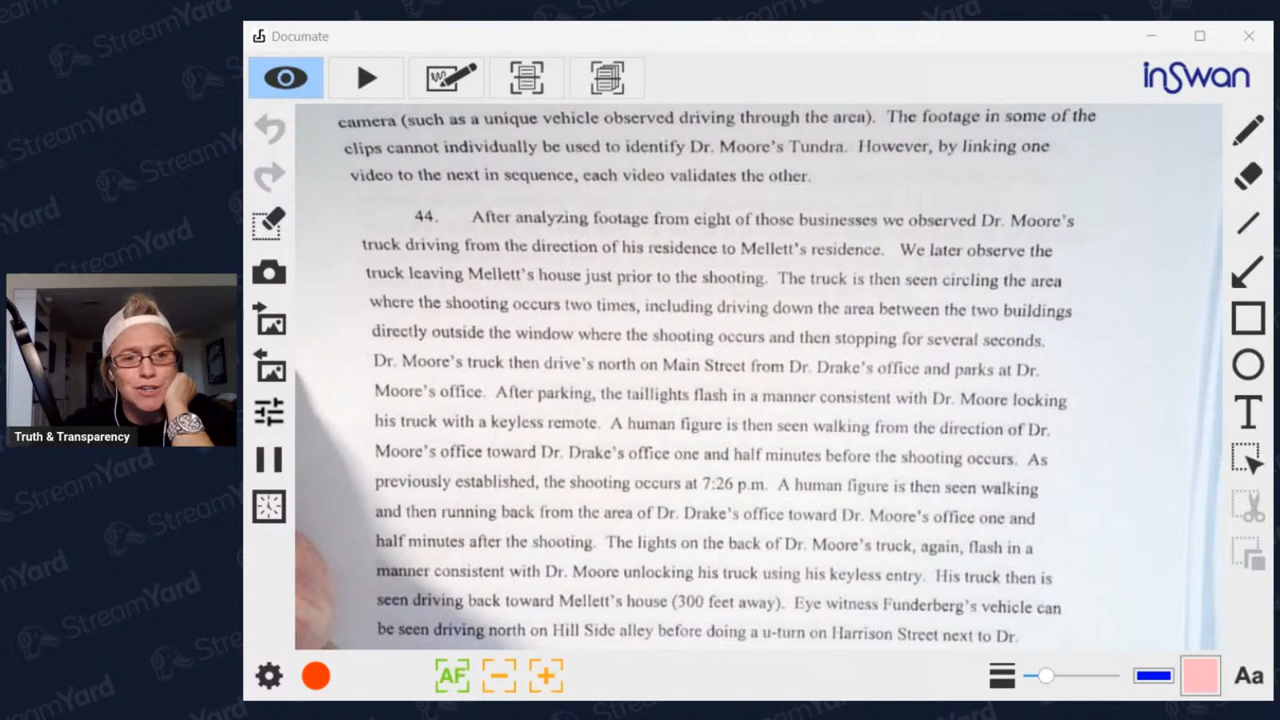 StreamYard
Documate
inSwan
camera (such as a unique vehicle observed driving through the area). The footage in some of the
clips cannot individually be used to identify Dr. Moore's Tundra. However, by linking one
video to the next in sequence, each video validates the other.
44. After analyzing footage from eight of those businesses we observed Dr. Moore's
truck driving from the direction of his residence to Mellett's residence. We later observe the
truck leaving Mellett's house just prior to the shooting. The truck is then seen circling the area
where the shooting occurs two times, including driving down the area between the two buildings
directly outside the window where the shooting occurs and then stopping for several seconds.
Dr. Moore's truck then drive's north on Main Street from Dr. Drake's office and parks at Dr.
Moore's office. After parking, the taillights flash in a manner consistent with Dr. Moore locking
his truck with a keyless remote. A human figure is then seen walking from the direction of Dr.
Moore's office toward Dr. Drake's office one and half minutes before the shooting occurs. As
previously established, the shooting occurs at 7:26 p.m. A human figure is then seen walking
and then running back from the area of Dr. Drake's office toward Dr. Moore's office one and
half minutes after the shooting. The lights on the back of Dr. Moore's truck, again, flash in a
manner consistent with Dr. Moore unlocking his truck using his keyless entry. His truck then is
seen driving back toward Mellett's house (300 feet away). Eye witness Funderberg's vehicle can
be seen driving north on Hill Side alley before doing a u-turn on Harrison Street next to Dr.
Truth & Transparency
T
AF
Aa